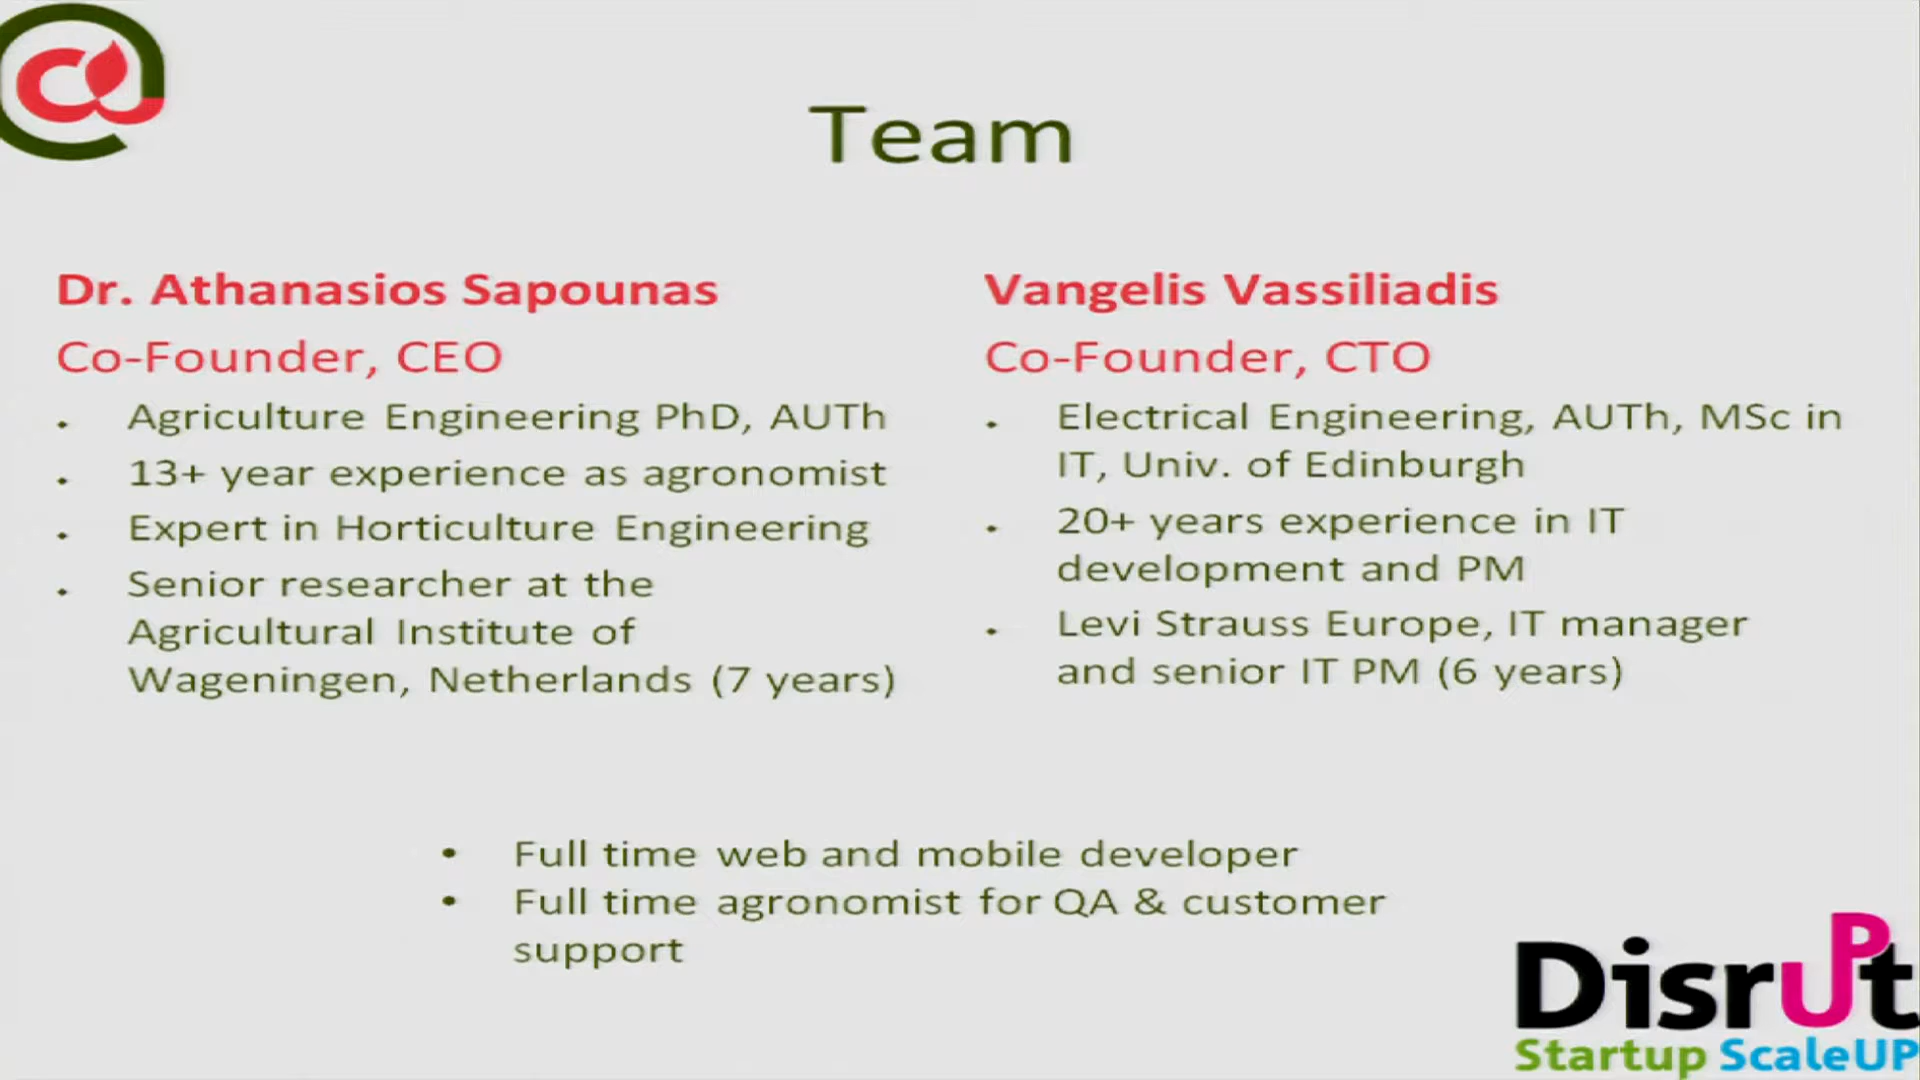 Team
Dr. Athanasios Sapounas
Co-Founder, CEO
• Agriculture Engineering PhD, AUTh
• 13+ year experience as agronomist
• Expert in Horticulture Engineering
• Senior researcher at the
Agricultural Institute of
Wageningen, Netherlands (7 years)
Vangelis Vassiliadis
Co-Founder, CTO
• Electrical Engineering, AUTh, MSc in
IT, Univ. of Edinburgh
• 20+ years experience in IT
development and PM
• Levi Strauss Europe, IT manager
and senior IT PM (6 years)
• Full time web and mobile developer
• Full time agronomist for QA & customer
support
DisrUPt
Startup ScaleUP